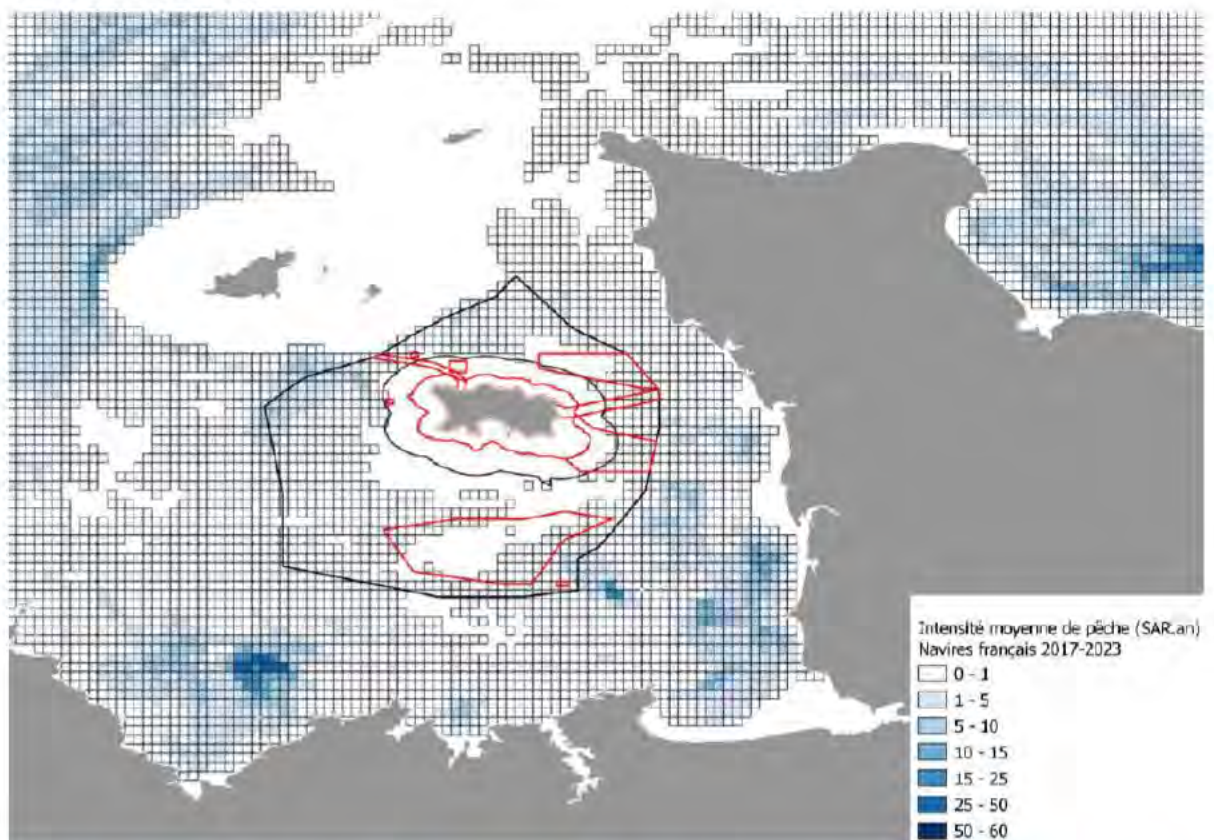 Intensité moyenne de pêche (SAR.an)
Navires français 2017-2023
0 - 1
1 - 5
5 - 10
10 - 15
15 - 25
25 - 50
50 - 60